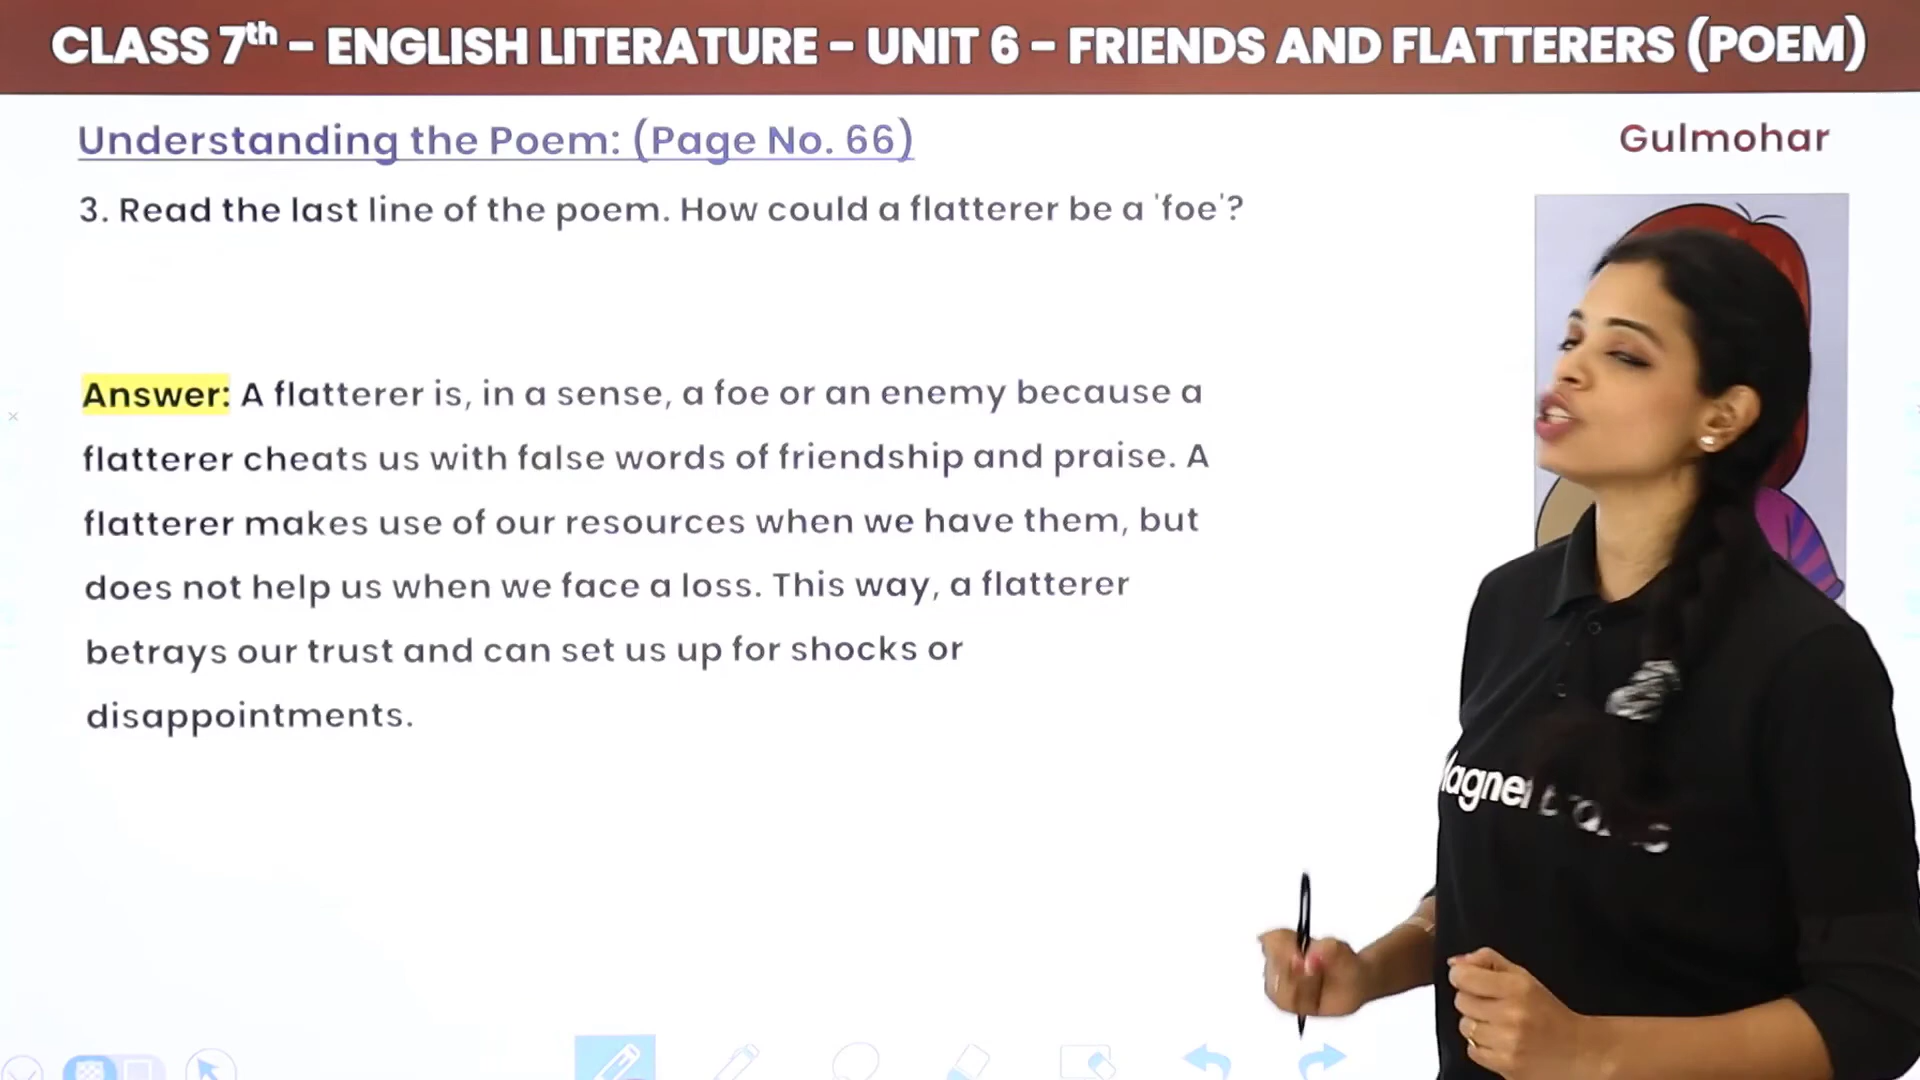 CLASS 7th – ENGLISH LITERATURE – UNIT 6 – FRIENDS AND FLATTERERS (POEM)
Understanding the Poem: (Page No. 66)
Gulmohar
3. Read the last line of the poem. How could a flatterer be a 'foe'?
Answer: A flatterer is, in a sense, a foe or an enemy because a
flatterer cheats us with false words of friendship and praise. A
flatterer makes use of our resources when we have them, but
does not help us when we face a loss. This way, a flatterer
betrays our trust and can set us up for shocks or
disappointments.